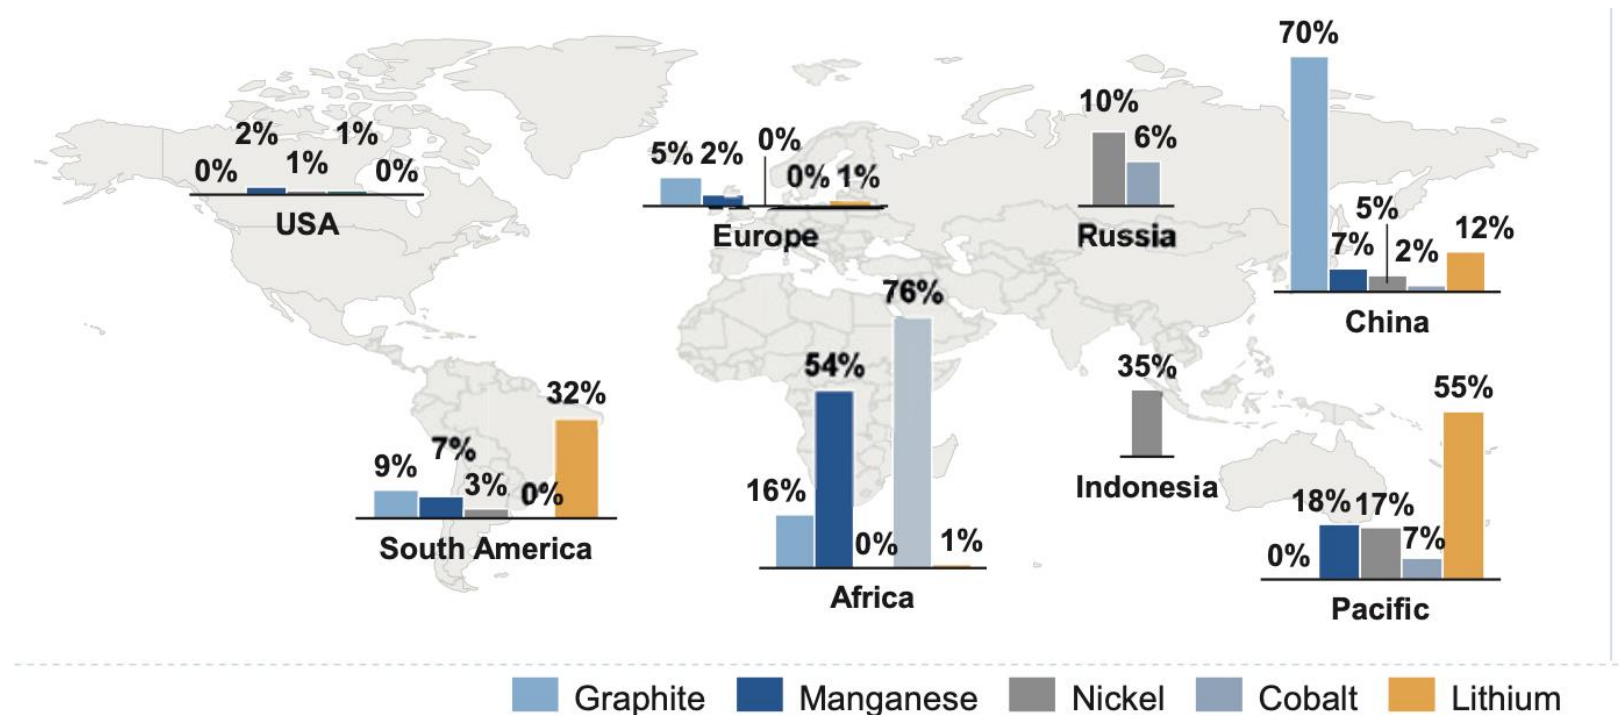 0% 2% 1% 1% 0%
USA
5% 2% 0% 0% 1%
Europe
10% 6%
Russia
70% 7% 5% 2% 12%
China
9% 7% 3% 0% 32%
South America
16% 54% 0% 76% 1%
Africa
35%
Indonesia
0% 18% 17% 7% 55%
Pacific
Graphite Manganese Nickel Cobalt Lithium